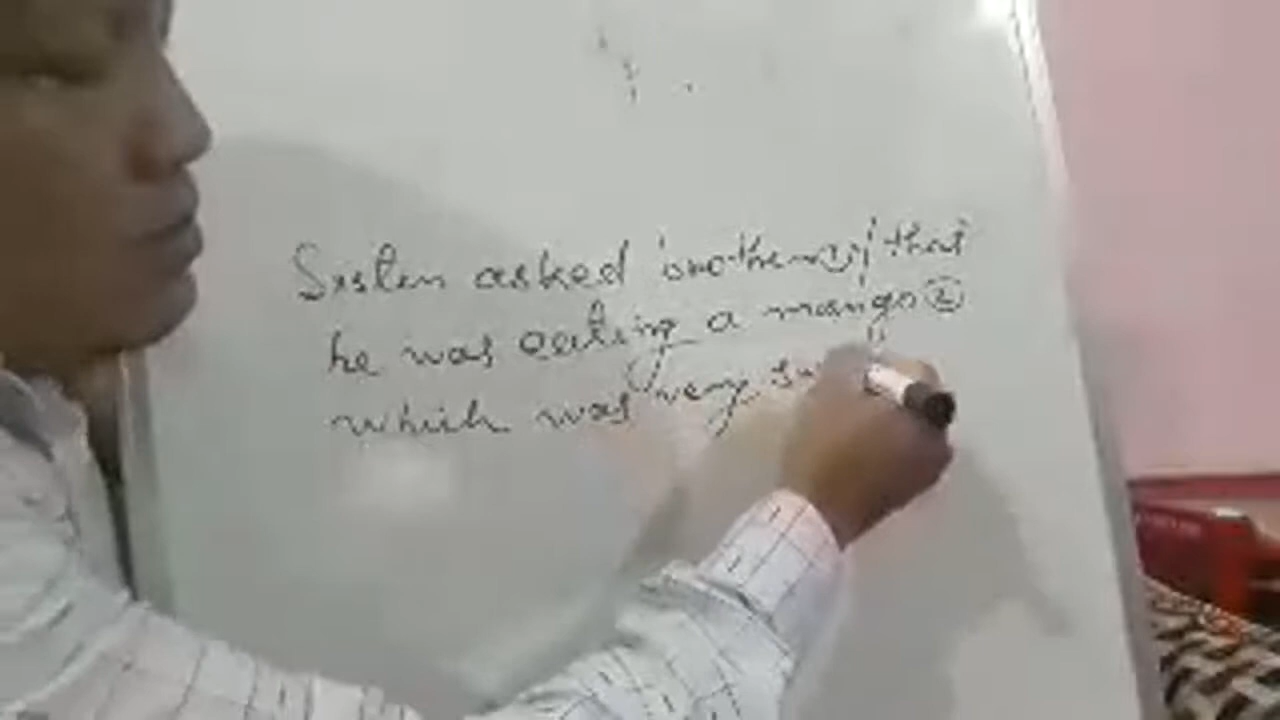 Sister asked brother ① / that
he was eating a mango ②
which was very